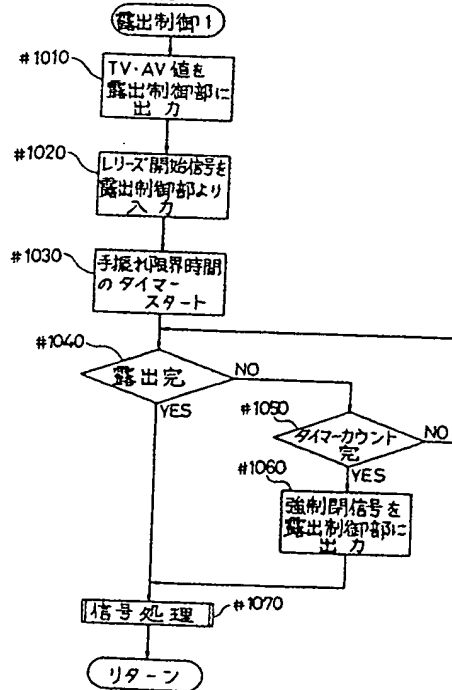 露出制御1
#1010
TV・AV値を
露出制御部に
出力
#1020
レリーズ開始信号を
露出制御部より
入力
#1030
手振れ限界時間
のタイマー
スタート
#1040
露出完
NO
YES
#1050
タイマーカウント
完
NO
YES
#1060
強制閉信号を
露出制御部に
出力
信号処理
#1070
リターン